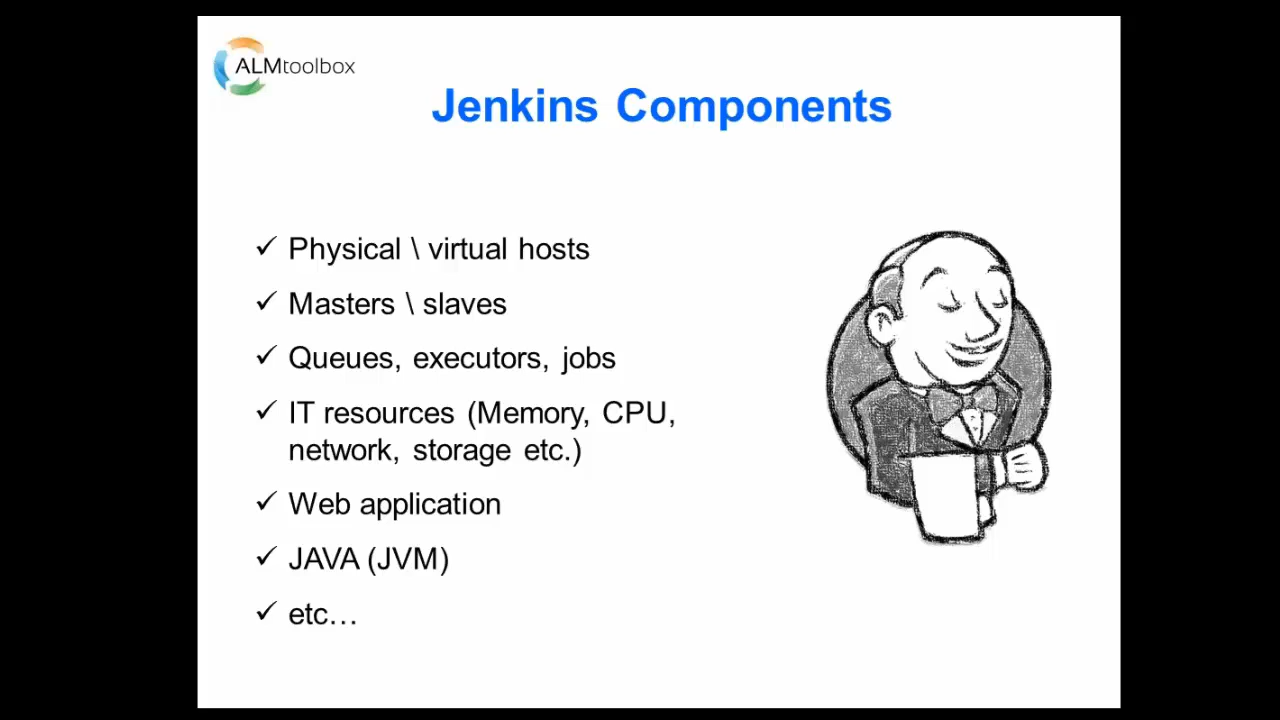 ALMtoolbox
Jenkins Components
✓ Physical \ virtual hosts
✓ Masters \ slaves
✓ Queues, executors, jobs
✓ IT resources (Memory, CPU,
network, storage etc.)
✓ Web application
✓ JAVA (JVM)
✓ etc…